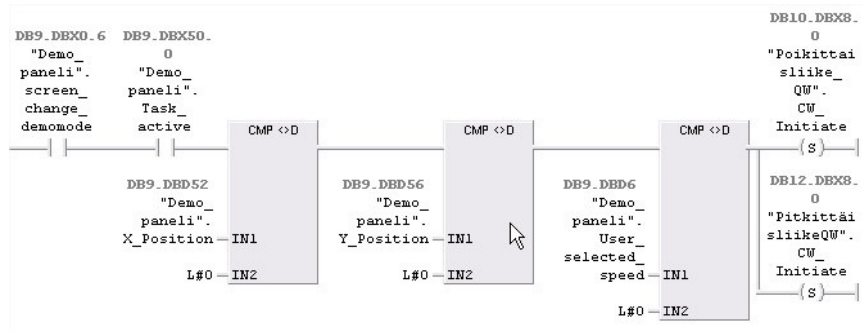 DB9.DBX0.6
"Demo_
paneli".
screen_
change_
demomode
DB9.DBX50.
0
"Demo_
paneli".
Task_
active
CMP <>D
DB9.DBD52
"Demo_
paneli".
X_Position
IN1
L#0
IN2
CMP <>D
DB9.DBD56
"Demo_
paneli".
Y_Position
IN1
L#0
IN2
CMP <>D
DB9.DBD6
"Demo_
paneli".
User_
selected_
speed
IN1
L#0
IN2
DB10.DBX8.
0
"Poikittai
sliike_
QW".
CW_
Initiate
(S)
DB12.DBX8.
0
"Pitkittäi
sliikeQW".
CW_
Initiate
(S)